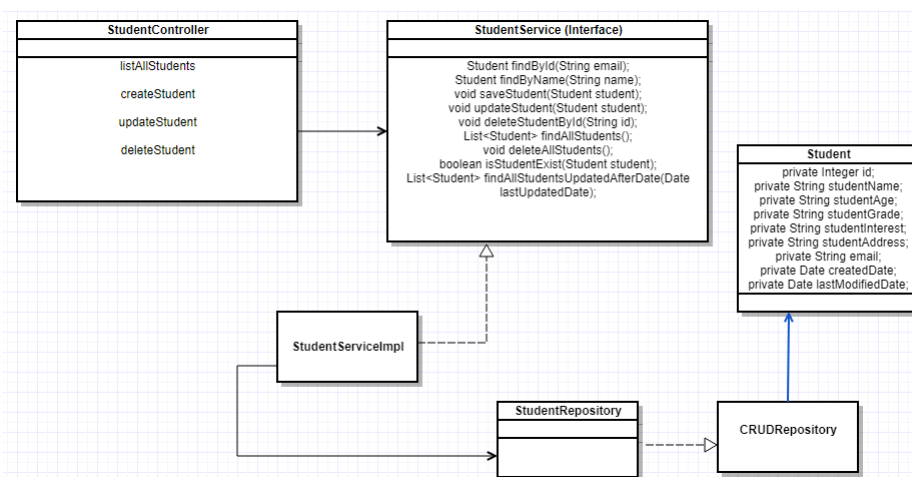 StudentController
listAllStudents
createStudent
updateStudent
deleteStudent
StudentService (Interface)
Student findById(String email);
Student findByName(String name);
void saveStudent(Student student);
void updateStudent(Student student);
void deleteStudentById(String id);
List<Student> findAllStudents();
void deleteAllStudents();
boolean isStudentExist(Student student);
List<Student> findAllStudentsUpdatedAfterDate(Date
lastUpdatedDate);
Student
private Integer id;
private String studentName;
private String studentAge;
private String studentGrade;
private String studentInterest;
private String studentAddress;
private String email;
private Date createdDate;
private Date lastModifiedDate;
StudentServiceImpl
StudentRepository
CRUDRepository